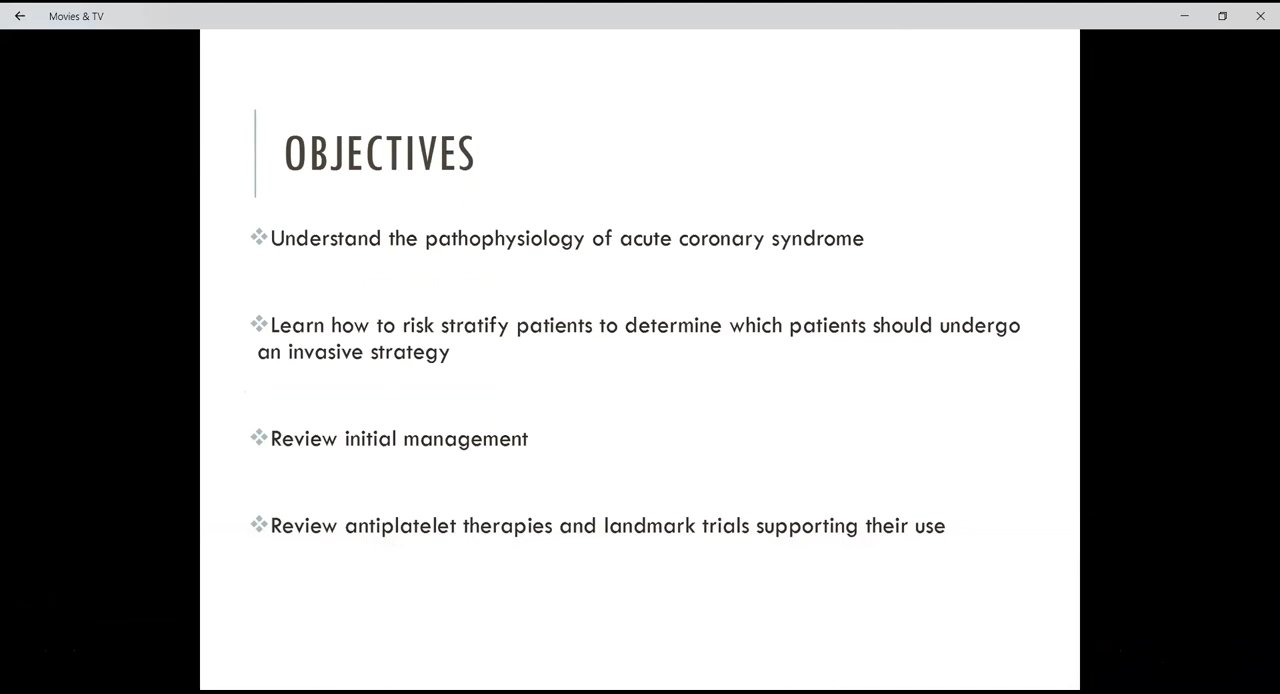 Movies & TV
OBJECTIVES
Understand the pathophysiology of acute coronary syndrome
Learn how to risk stratify patients to determine which patients should undergo
an invasive strategy
Review initial management
Review antiplatelet therapies and landmark trials supporting their use